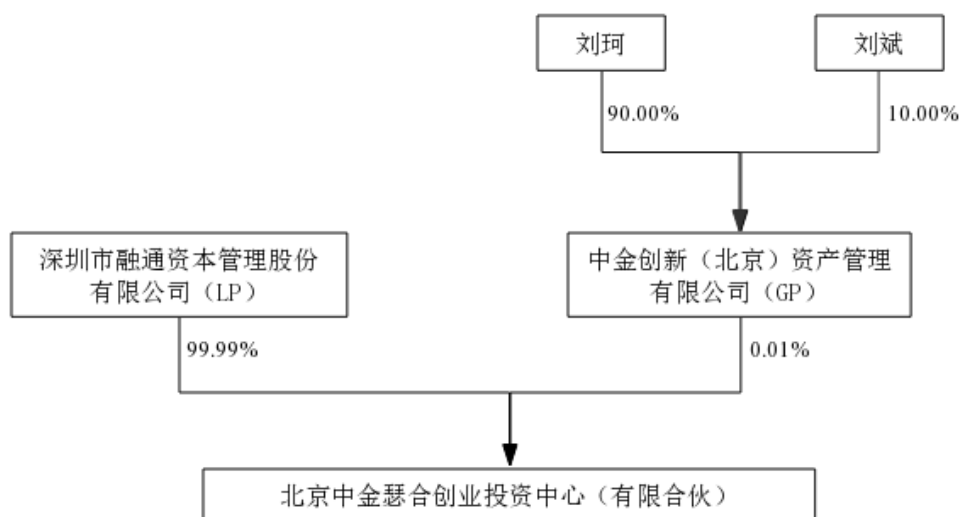 刘珂
刘斌
90.00%
10.00%
深圳市融通资本管理股份
有限公司（LP）
中金创新（北京）资产管理
有限公司（GP）
99.99%
0.01%
北京中金瑟合创业投资中心（有限合伙）